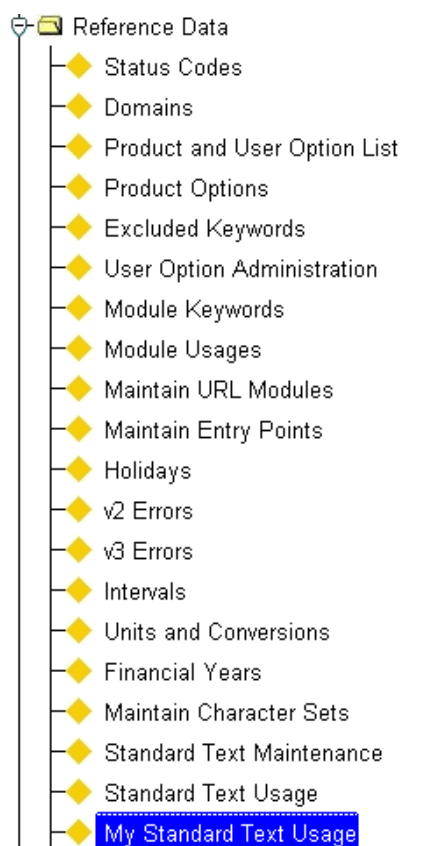 Reference Data
Status Codes
Domains
Product and User Option List
Product Options
Excluded Keywords
User Option Administration
Module Keywords
Module Usages
Maintain URL Modules
Maintain Entry Points
Holidays
v2 Errors
v3 Errors
Intervals
Units and Conversions
Financial Years
Maintain Character Sets
Standard Text Maintenance
Standard Text Usage
My Standard Text Usage